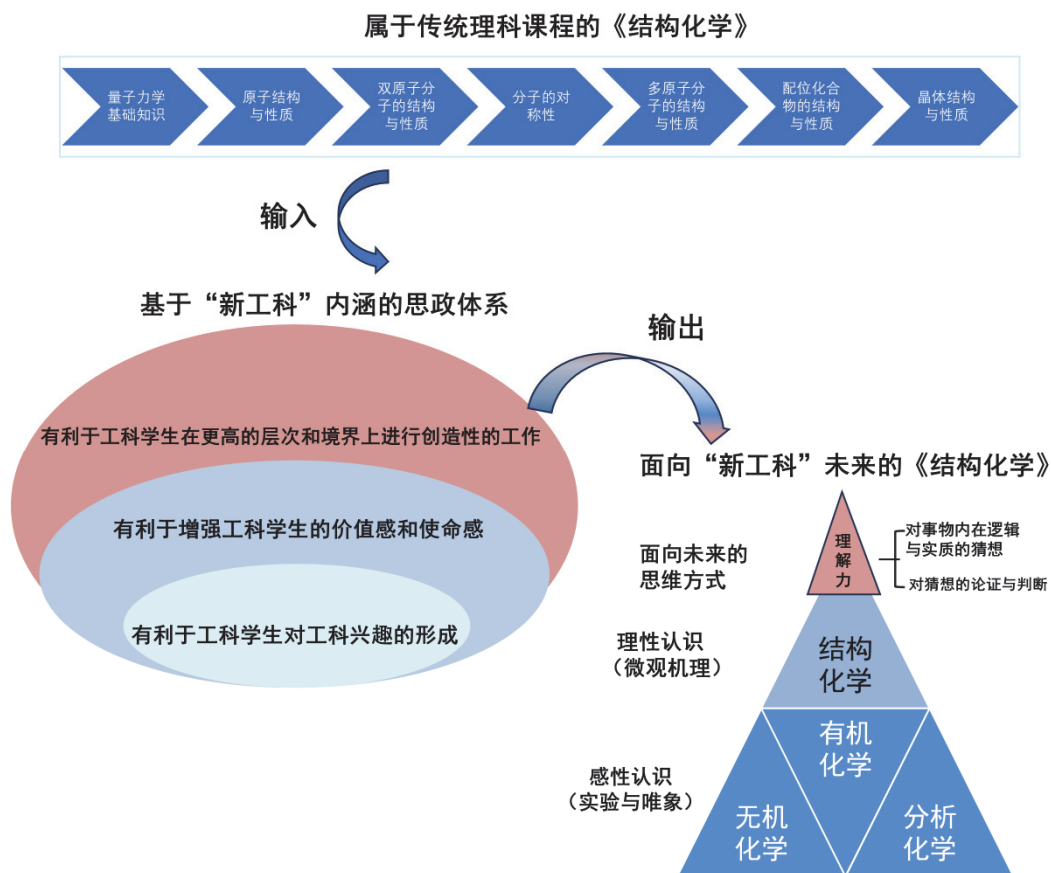 属于传统理科课程的《结构化学》
量子力学
基础知识
原子结构
与性质
双原子分
子的结构
与性质
分子的对
称性
多原子分
子的结构
与性质
配位化合
物的结构
与性质
晶体结构
与性质
输入
基于“新工科”内涵的思政体系
输出
有利于工科学生在更高的层次和境界上进行创造性的工作
有利于增强工科学生的价值感和使命感
有利于工科学生对工科兴趣的形成
面向“新工科”未来的《结构化学》
面向未来的
思维方式
理
解
力
对事物内在逻辑
与实质的猜想
对猜想的论证与判断
理性认识
（微观机理）
结构
化学
感性认识
（实验与唯象）
有机
化学
无机
化学
分析
化学